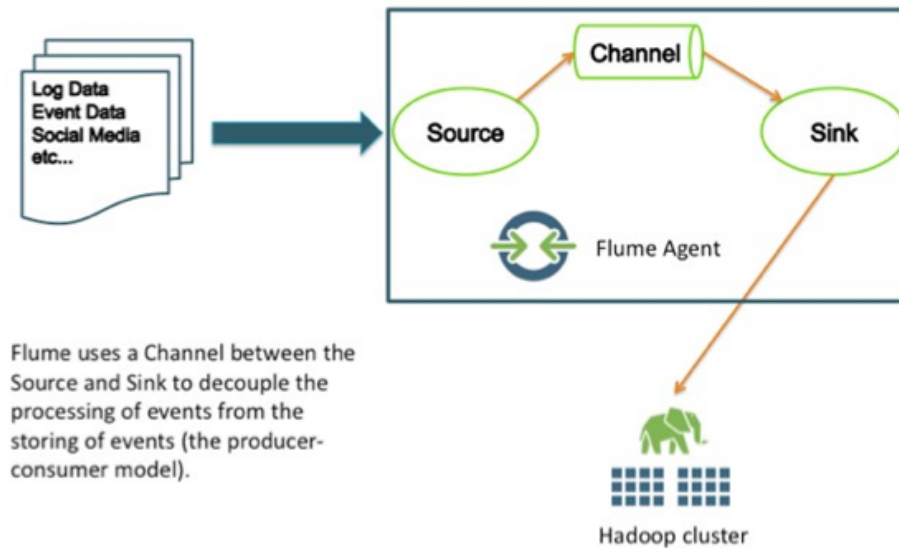 Log Data
Event Data
Social Media
etc...
Channel
Source
Sink
Flume Agent
Flume uses a Channel between the
Source and Sink to decouple the
processing of events from the
storing of events (the producer-
consumer model).
Hadoop cluster